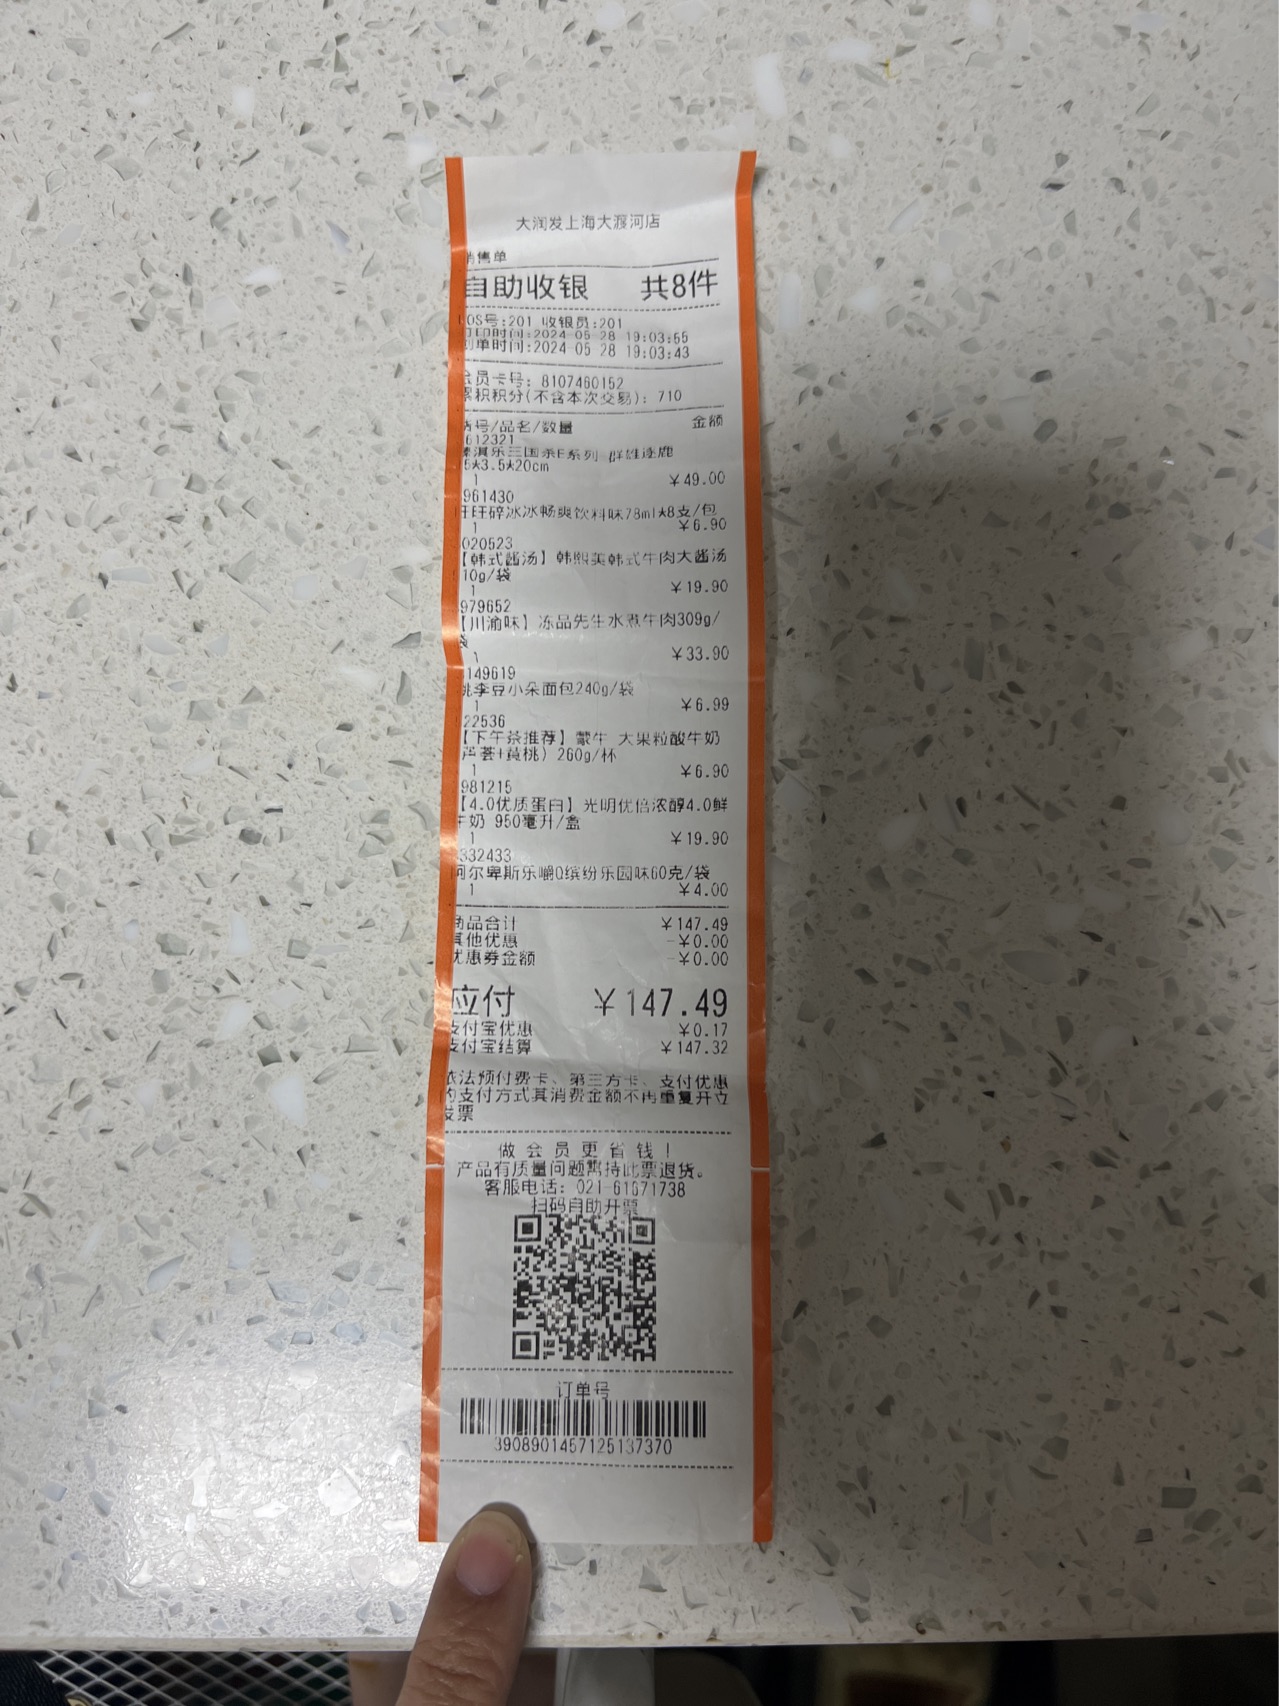 大润发上海大渡河店
销售单
自助收银 共8件
OS号:201 收银员:201
打印时间:2024-05-28 19:03:55
创单时间:2024-05-28 19:03:43
会员卡号: 8107460152
累积积分(不含本次交易): 710
货号/品名/数量 金额
612321
乐三国杀E系列 群雄逐鹿
5*3.5*20cm
1 ¥49.00
961430
旺旺碎冰冰畅爽饮料味78ml*8支/包
1 ¥6.90
020523
【韩式酱汤】韩熙美韩式牛肉大酱汤
10g/袋
1 ¥19.90
979652
【川渝味】冻品先生水煮牛肉309g/
袋
1 ¥33.90
149619
桃李豆小朵面包240g/袋
1 ¥6.99
22536
【下午茶推荐】蒙牛 大果粒酸牛奶
芦荟+黄桃) 260g/杯
1 ¥6.90
981215
【4.0优质蛋白】光明优倍浓醇4.0鲜
牛奶 950毫升/盒
1 ¥19.90
332433
阿尔卑斯乐嚼Q缤纷乐园味60克/袋
1 ¥4.00
商品合计 ¥147.49
其他优惠 -¥0.00
优惠券金额 -¥0.00
应付 ¥147.49
支付宝优惠 ¥0.17
支付宝结算 ¥147.32
依法预付费卡、第三方卡、支付优惠
的支付方式其消费金额不再重复开立
发票
做会员更省钱!
产品有质量问题暂持此票退货。
客服电话: 021-61671738
扫码自助开票
订单号
3908901457125137370